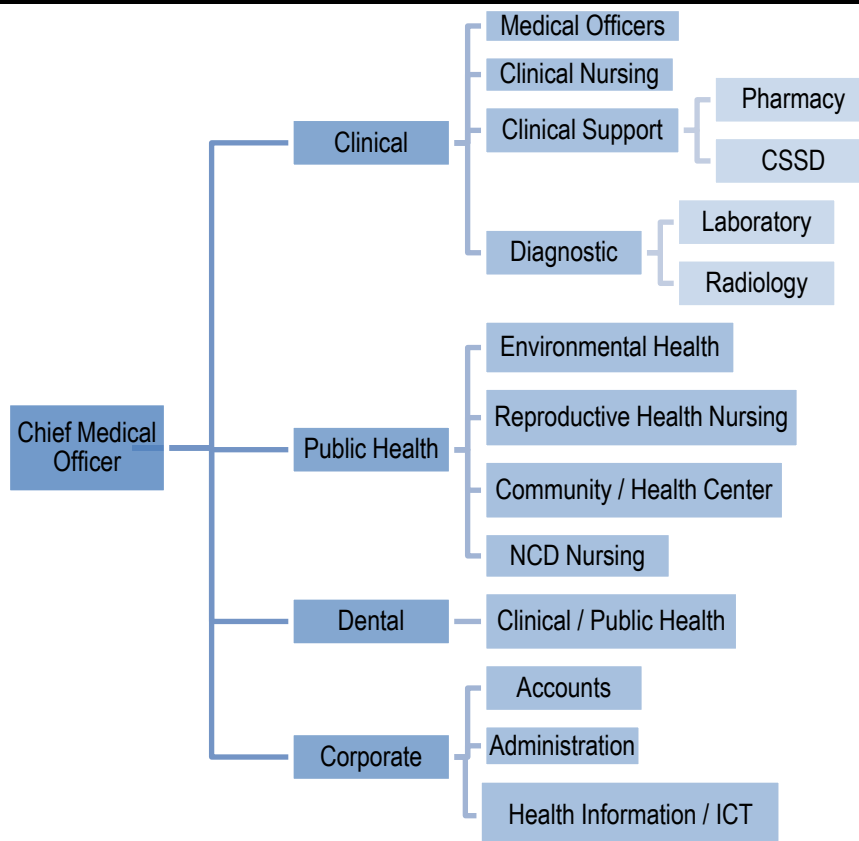 Medical Officers
Clinical Nursing
Clinical Support
Pharmacy
CSSD
Clinical
Diagnostic
Laboratory
Radiology
Environmental Health
Reproductive Health Nursing
Chief Medical
Officer
Public Health
Community / Health Center
NCD Nursing
Dental
Clinical / Public Health
Accounts
Corporate
Administration
Health Information / ICT